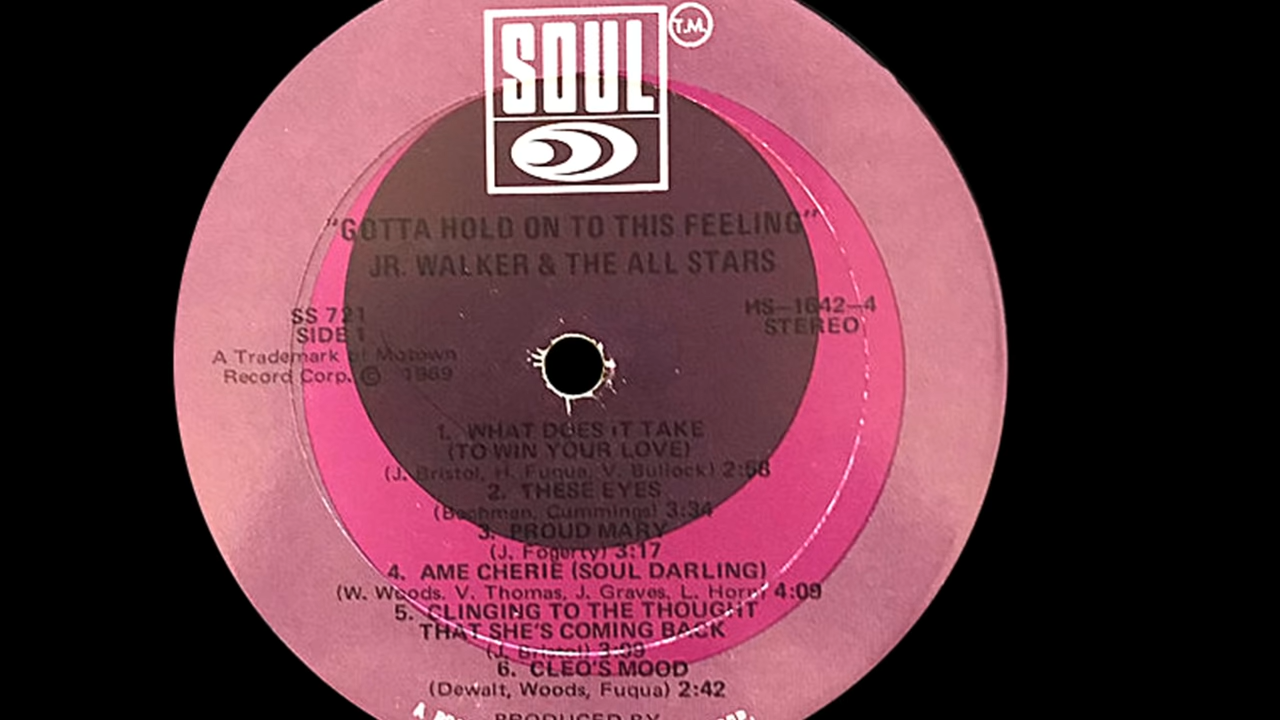 SOUL
T.M.
"GOTTA HOLD ON TO THIS FEELING"
JR. WALKER & THE ALL STARS
SS 721
SIDE 1
A Trademark of Motown
Record Corp. © 1969
HS-1642-4
STEREO
1. WHAT DOES IT TAKE
(TO WIN YOUR LOVE)
(J. Bristol, H. Fuqua, V. Bullock) 2:58
2. THESE EYES
(Bachman, Cummings) 3:34
3. PROUD MARY
(J. Fogerty) 3:17
4. AME CHERIE (SOUL DARLING)
(W. Woods, V. Thomas, J. Graves, L. Horn) 4:09
5. CLINGING TO THE THOUGHT
THAT SHE'S COMING BACK
(J. Bristol)
6. CLEO'S MOOD
(Dewalt, Woods, Fuqua) 2:42
PRODUCED BY